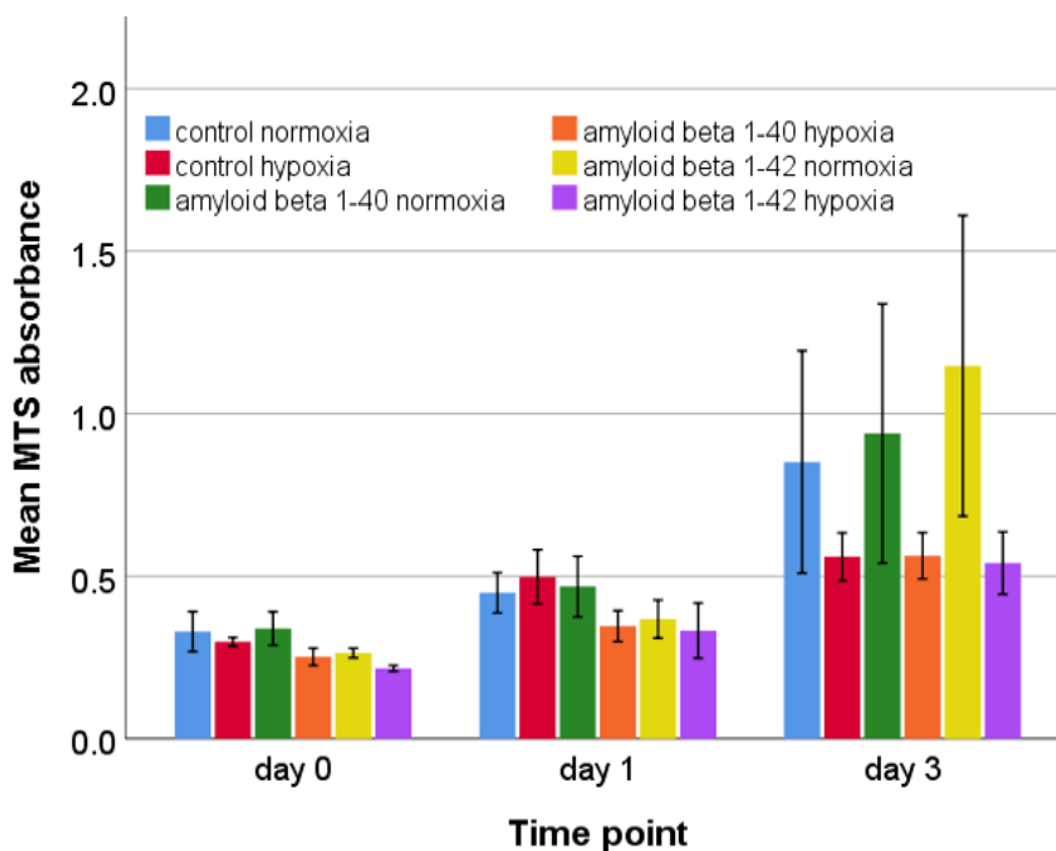 Mean MTS absorbance
2.0
1.5
1.0
0.5
0.0
control normoxia
control hypoxia
amyloid beta 1-40 normoxia
amyloid beta 1-40 hypoxia
amyloid beta 1-42 normoxia
amyloid beta 1-42 hypoxia
day 0
day 1
day 3
Time point